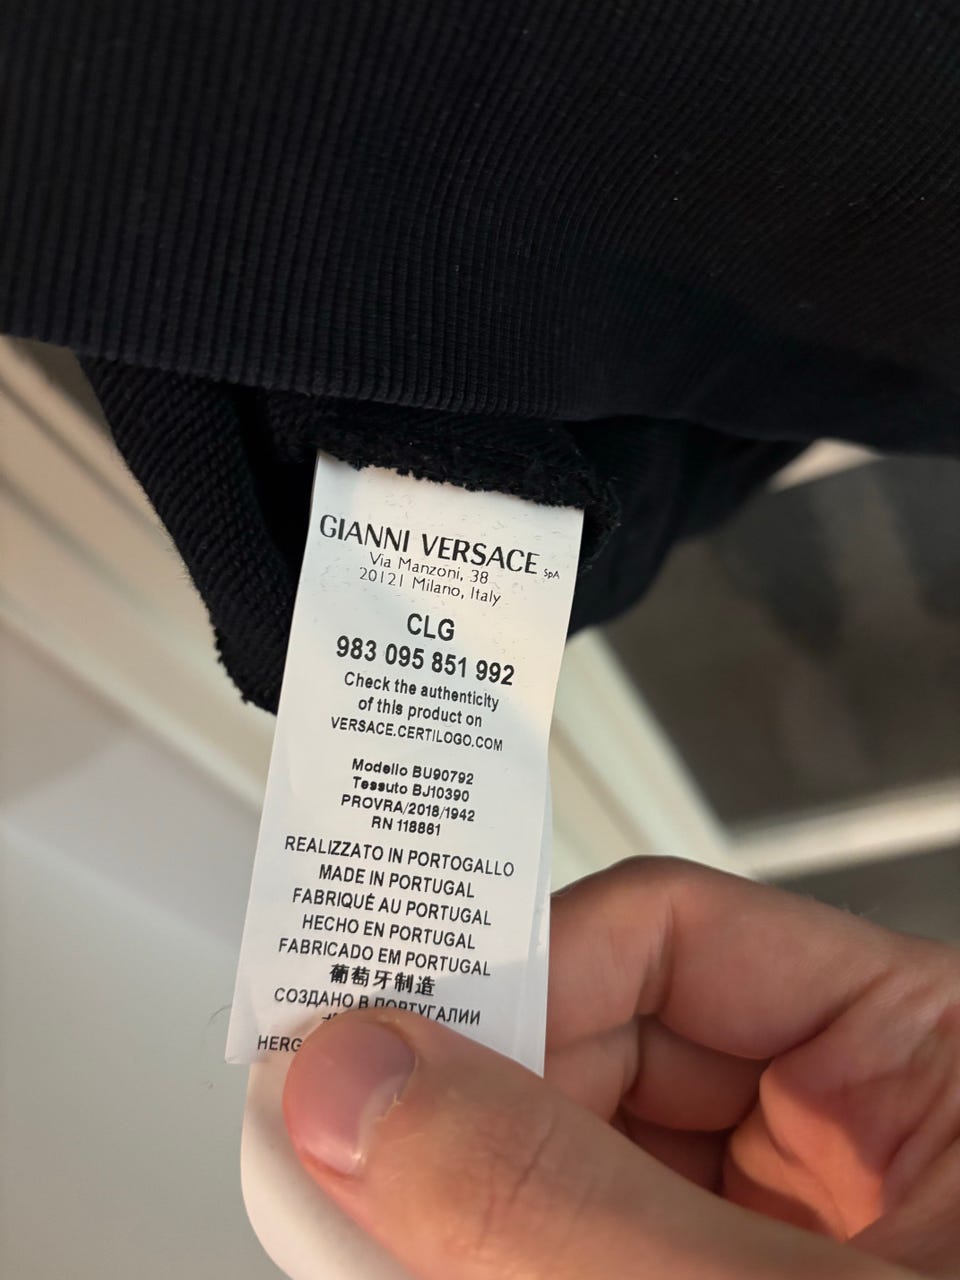 GIANNI VERSACE SpA
Via Manzoni, 38
20121 Milano, Italy
CLG
983 095 851 992
Check the authenticity
of this product on
VERSACE.CERTILOGO.COM
Modello BU90792
Tessuto BJ10390
PROVRA/2018/1942
RN 118861
REALIZZATO IN PORTOGALLO
MADE IN PORTUGAL
FABRIQUÉ AU PORTUGAL
HECHO EN PORTUGAL
FABRICADO EM PORTUGAL
葡萄牙制造
СОЗДАНО В ПОРТУГАЛИИ